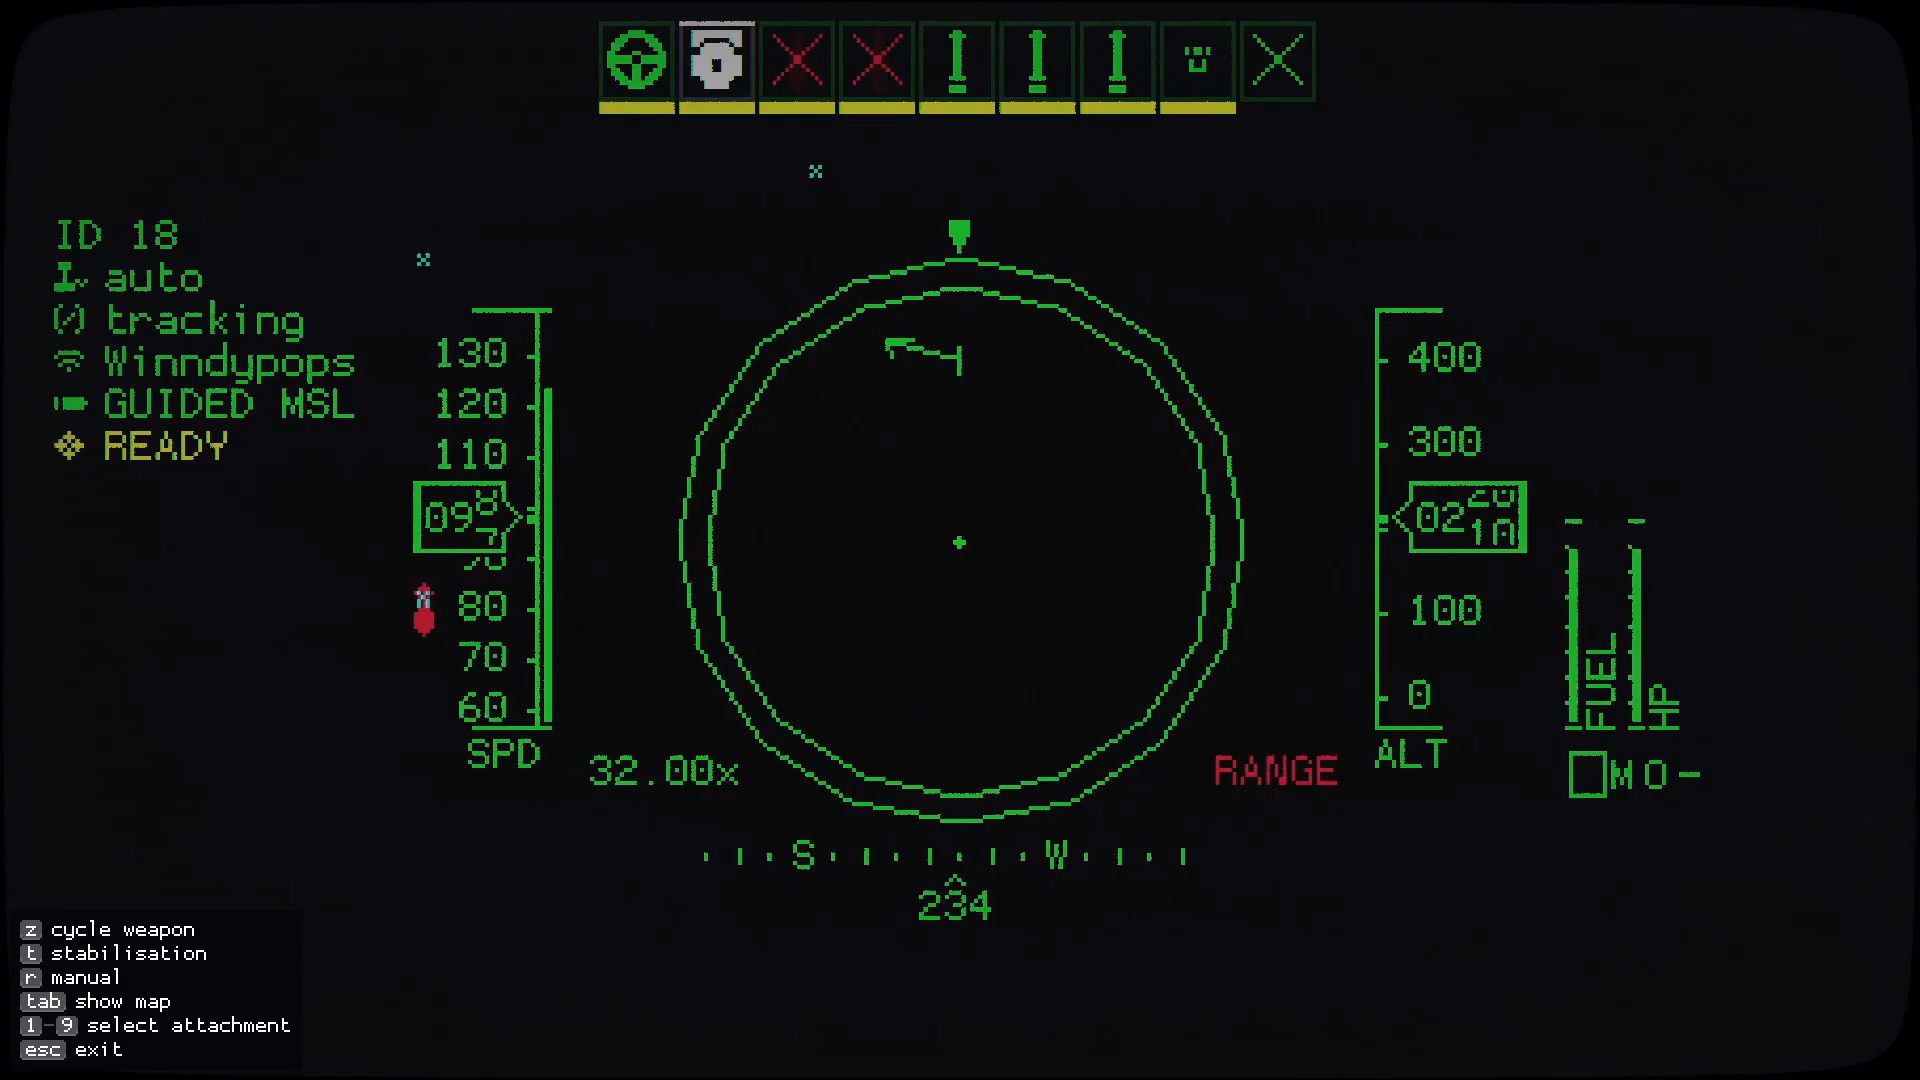 ID 18
auto
tracking
Winndypops
GUIDED MSL
READY
130
120
110
09
80
70
60
SPD
32.00x
400
300
02
100
0
ALT
RANGE
FUEL
HP
MO-
S
W
234
z cycle weapon
t stabilisation
r manual
tab show map
1-9 select attachment
esc exit